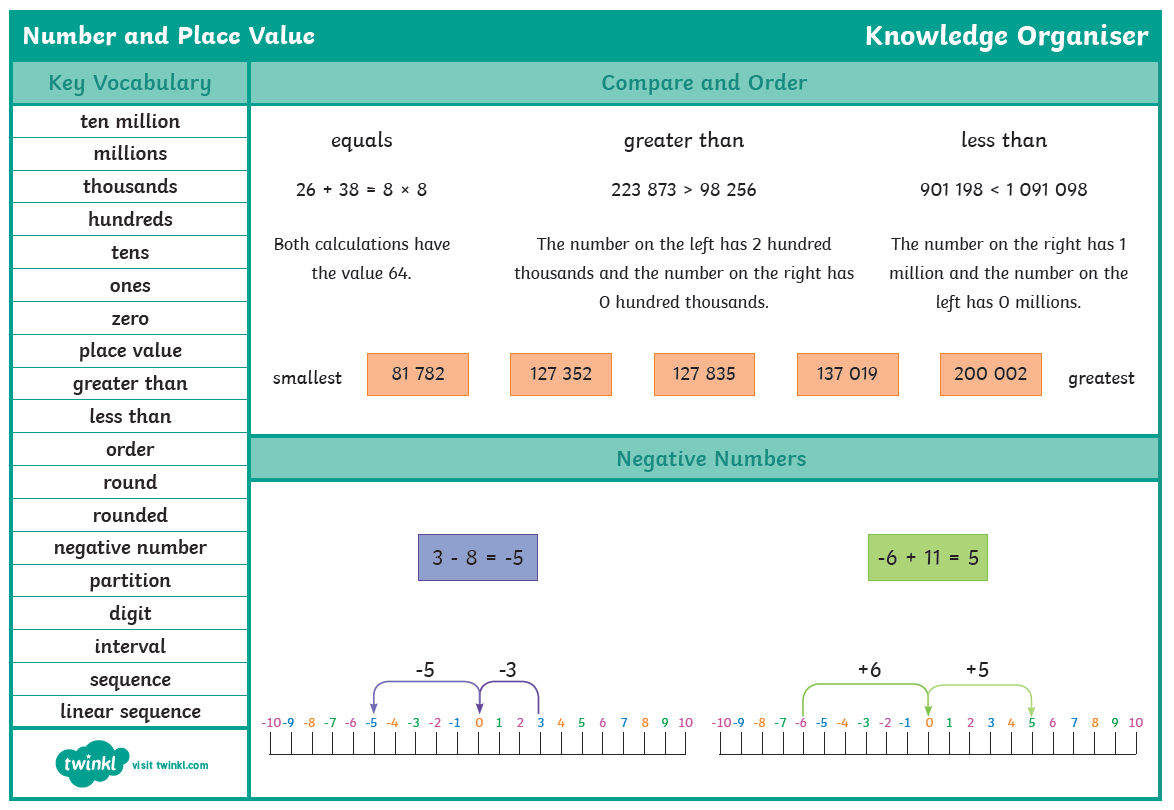 Number and Place Value
Knowledge Organiser
Key Vocabulary
ten million
millions
thousands
hundreds
tens
ones
zero
place value
greater than
less than
order
round
rounded
negative number
partition
digit
interval
sequence
linear sequence
twinkl visit twinkl.com
Compare and Order
equals
26 + 38 = 8 × 8
Both calculations have
the value 64.
greater than
223 873 > 98 256
The number on the left has 2 hundred
thousands and the number on the right has
0 hundred thousands.
less than
901 198 < 1 091 098
The number on the right has 1
million and the number on the
left has 0 millions.
smallest 81 782 127 352 127 835 137 019 200 002 greatest
Negative Numbers
3 - 8 = -5
-5 -3
-10 -9 -8 -7 -6 -5 -4 -3 -2 -1 0 1 2 3 4 5 6 7 8 9 10
-6 + 11 = 5
+6 +5
-10 -9 -8 -7 -6 -5 -4 -3 -2 -1 0 1 2 3 4 5 6 7 8 9 10